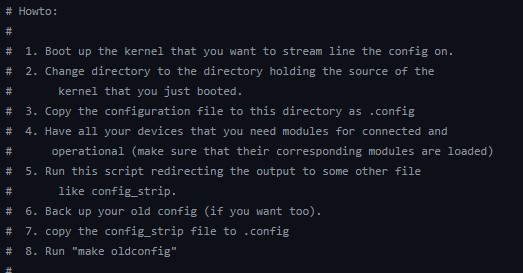 # Howto:
#
#  1. Boot up the kernel that you want to stream line the config on.
#  2. Change directory to the directory holding the source of the
#       kernel that you just booted.
#  3. Copy the configuration file to this directory as .config
#  4. Have all your devices that you need modules for connected and
#      operational (make sure that their corresponding modules are loaded)
#  5. Run this script redirecting the output to some other file
#       like config_strip.
#  6. Back up your old config (if you want too).
#  7. copy the config_strip file to .config
#  8. Run "make oldconfig"
#